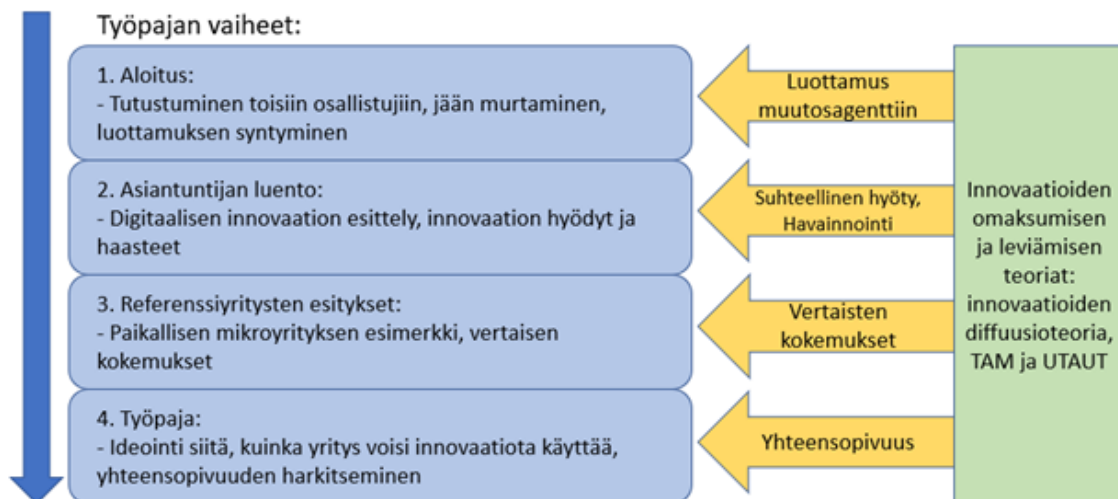 Työpajan vaiheet:
1. Aloitus:
- Tutustuminen toisiin osallistujiin, jään murtaminen,
luottamuksen syntyminen
Luottamus
muutosagenttiin
2. Asiantuntijan luento:
- Digitaalisen innovaation esittely, innovaation hyödyt ja
haasteet
Suhteellinen hyöty,
Havainnointi
3. Referenssiyritysten esitykset:
- Paikallisen mikroyrityksen esimerkki, vertaisen
kokemukset
Vertaisten
kokemukset
4. Työpaja:
- Ideointi siitä, kuinka yritys voisi innovaatiota käyttää,
yhteensopivuuden harkitseminen
Yhteensopivuus
Innovaatioiden
omaksumisen
ja leviämisen
teoriat:
innovaatioiden
diffuusioteoria,
TAM ja UTAUT